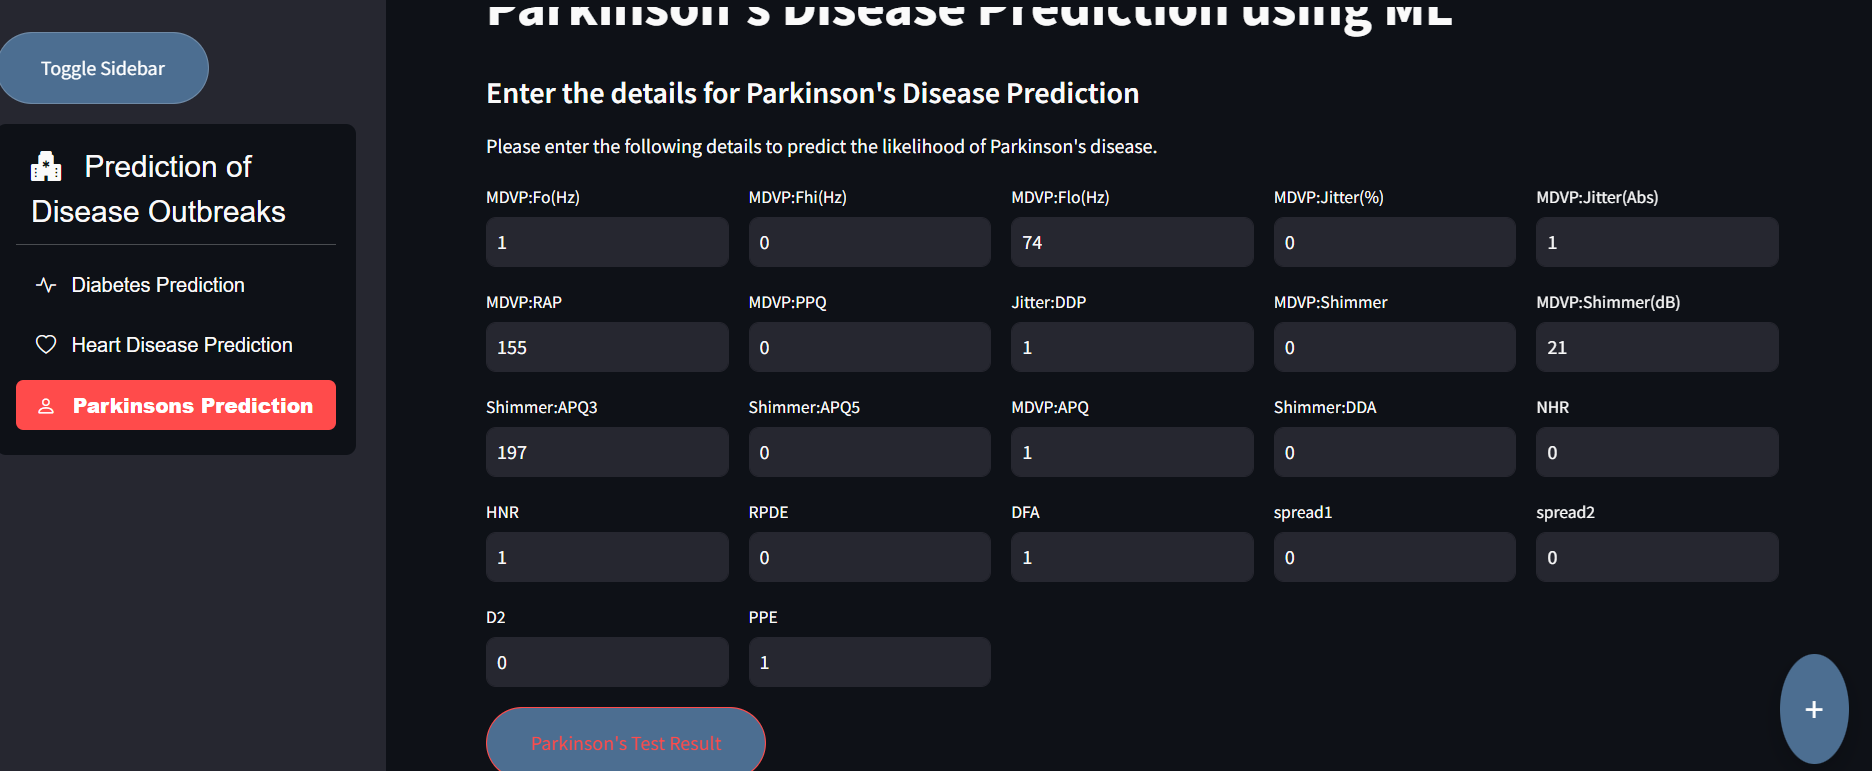 Toggle Sidebar
Prediction of
Disease Outbreaks
Diabetes Prediction
Heart Disease Prediction
Parkinsons Prediction
Parkinson's Disease Prediction using ML
Enter the details for Parkinson's Disease Prediction
Please enter the following details to predict the likelihood of Parkinson's disease.
MDVP:Fo(Hz) MDVP:Fhi(Hz) MDVP:Flo(Hz) MDVP:Jitter(%) MDVP:Jitter(Abs)
1 0 74 0 1
MDVP:RAP MDVP:PPQ Jitter:DDP MDVP:Shimmer MDVP:Shimmer(dB)
155 0 1 0 21
Shimmer:APQ3 Shimmer:APQ5 MDVP:APQ Shimmer:DDA NHR
197 0 1 0 0
HNR RPDE DFA spread1 spread2
1 0 1 0 0
D2 PPE
0 1
Parkinson's Test Result
+